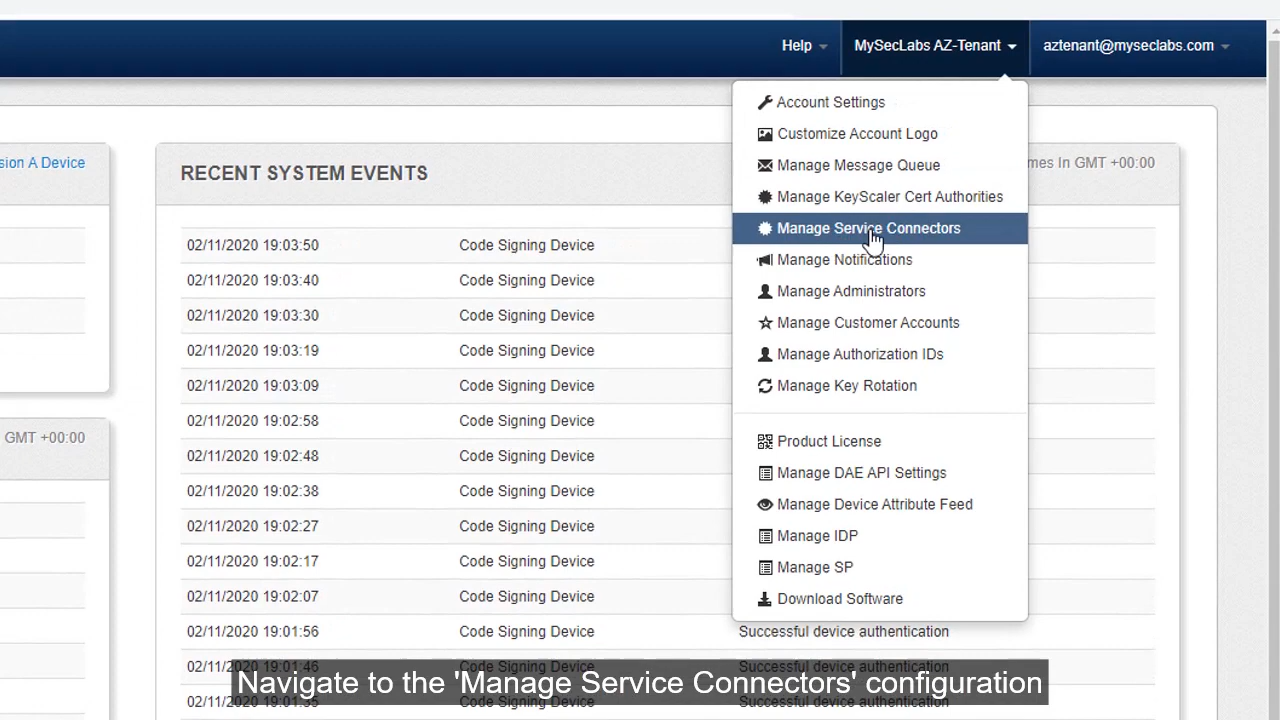 Help MySecLabs AZ-Tenant aztenant@myseclabs.com
Account Settings
Customize Account Logo
Manage Message Queue
Manage KeyScaler Cert Authorities
Manage Service Connectors
Manage Notifications
Manage Administrators
Manage Customer Accounts
Manage Authorization IDs
Manage Key Rotation
Product License
Manage DAE API Settings
Manage Device Attribute Feed
Manage IDP
Manage SP
Download Software
sion A Device
GMT +00:00
RECENT SYSTEM EVENTS mes In GMT +00:00
02/11/2020 19:03:50 Code Signing Device
02/11/2020 19:03:40 Code Signing Device
02/11/2020 19:03:30 Code Signing Device
02/11/2020 19:03:19 Code Signing Device
02/11/2020 19:03:09 Code Signing Device
02/11/2020 19:02:58 Code Signing Device
02/11/2020 19:02:48 Code Signing Device
02/11/2020 19:02:38 Code Signing Device
02/11/2020 19:02:27 Code Signing Device
02/11/2020 19:02:17 Code Signing Device
02/11/2020 19:02:07 Code Signing Device
02/11/2020 19:01:56 Code Signing Device Successful device authentication
02/11/2020 19:01:46 Code Signing Device Successful device authentication
02/11/2020 19:01:35 Code Signing Device Successful device authentication
Navigate to the 'Manage Service Connectors' configuration